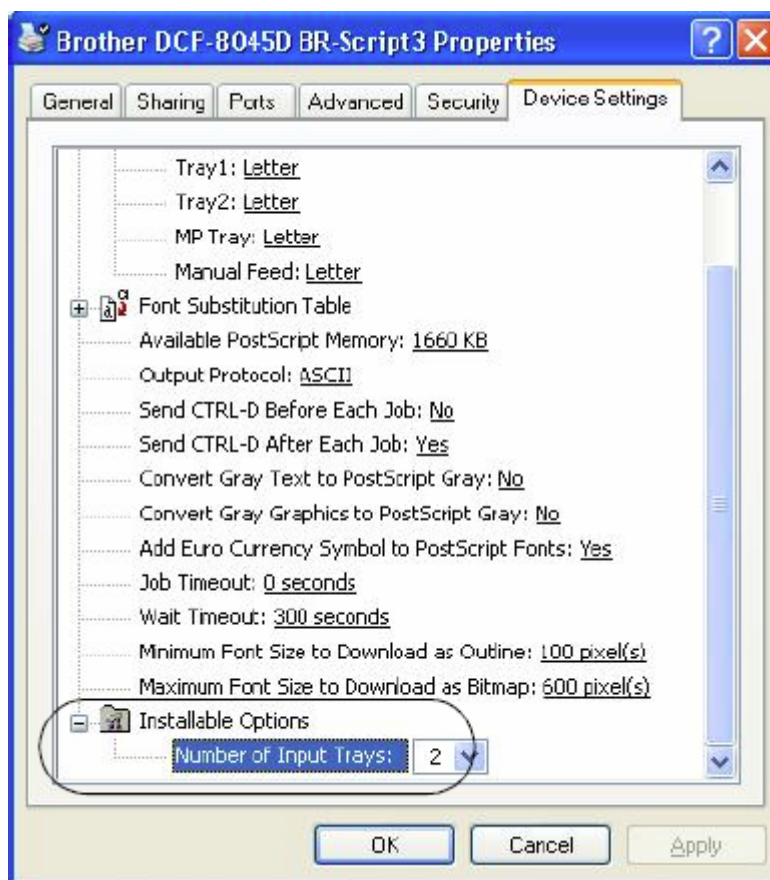 Brother DCP-8045D BR-Script3 Properties
General Sharing Ports Advanced Security Device Settings
Tray1: Letter
Tray2: Letter
MP Tray: Letter
Manual Feed: Letter
Font Substitution Table
Available PostScript Memory: 1660 KB
Output Protocol: ASCII
Send CTRL-D Before Each Job: No
Send CTRL-D After Each Job: Yes
Convert Gray Text to PostScript Gray: No
Convert Gray Graphics to PostScript Gray: No
Add Euro Currency Symbol to PostScript Fonts: Yes
Job Timeout: 0 seconds
Wait Timeout: 300 seconds
Minimum Font Size to Download as Outline: 100 pixel(s)
Maximum Font Size to Download as Bitmap: 600 pixel(s)
Installable Options
Number of Input Trays: 2
OK Cancel Apply